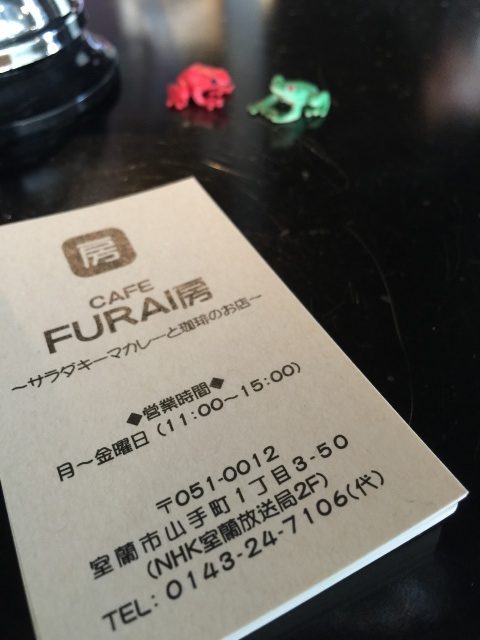 房
CAFE
FURAI房
～サラダキーマカレーと珈琲のお店～
◆営業時間◆
月～金曜日（11:00～15:00）
〒051-0012
室蘭市山手町1丁目3-50
（NHK室蘭放送局2F）
TEL: 0143-24-7106(代)